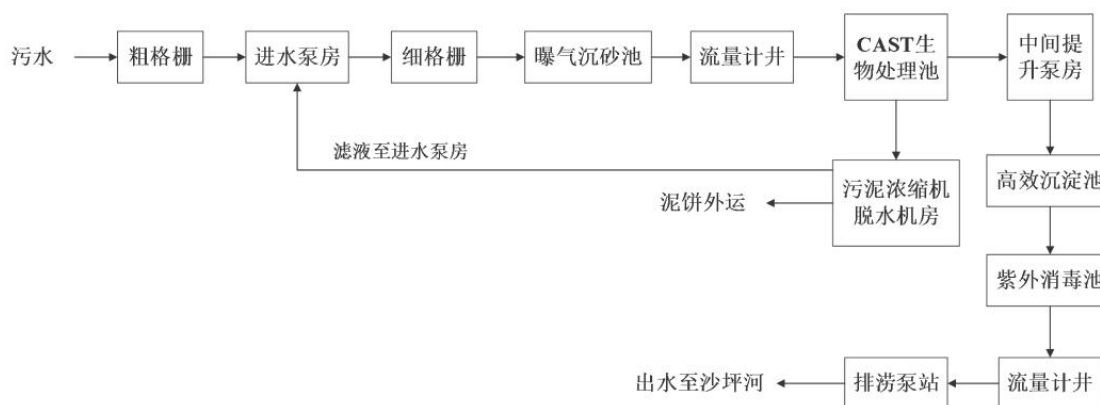 污水
粗格栅
进水泵房
细格栅
曝气沉砂池
流量计井
CAST生
物处理池
中间提
升泵房
滤液至进水泵房
污泥浓缩机
脱水机房
泥饼外运
高效沉淀池
紫外消毒池
出水至沙坪河
排涝泵站
流量计井